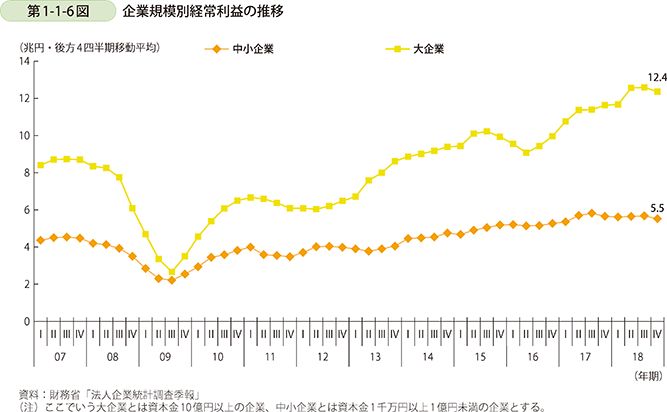 第1-1-6図 企業規模別経常利益の推移
（兆円・後方4四半期移動平均）
中小企業 大企業
14
12
10
8
6
4
2
0
12.4
5.5
Ⅰ Ⅱ Ⅲ Ⅳ Ⅰ Ⅱ Ⅲ Ⅳ Ⅰ Ⅱ Ⅲ Ⅳ Ⅰ Ⅱ Ⅲ Ⅳ Ⅰ Ⅱ Ⅲ Ⅳ Ⅰ Ⅱ Ⅲ Ⅳ Ⅰ Ⅱ Ⅲ Ⅳ Ⅰ Ⅱ Ⅲ Ⅳ Ⅰ Ⅱ Ⅲ Ⅳ Ⅰ Ⅱ Ⅲ Ⅳ Ⅰ Ⅱ Ⅲ Ⅳ Ⅰ Ⅱ Ⅲ Ⅳ
07 08 09 10 11 12 13 14 15 16 17 18
（年期）
資料：財務省「法人企業統計調査季報」
（注） ここでいう大企業とは資本金10億円以上の企業、中小企業とは資本金1千万円以上1億円未満の企業とする。